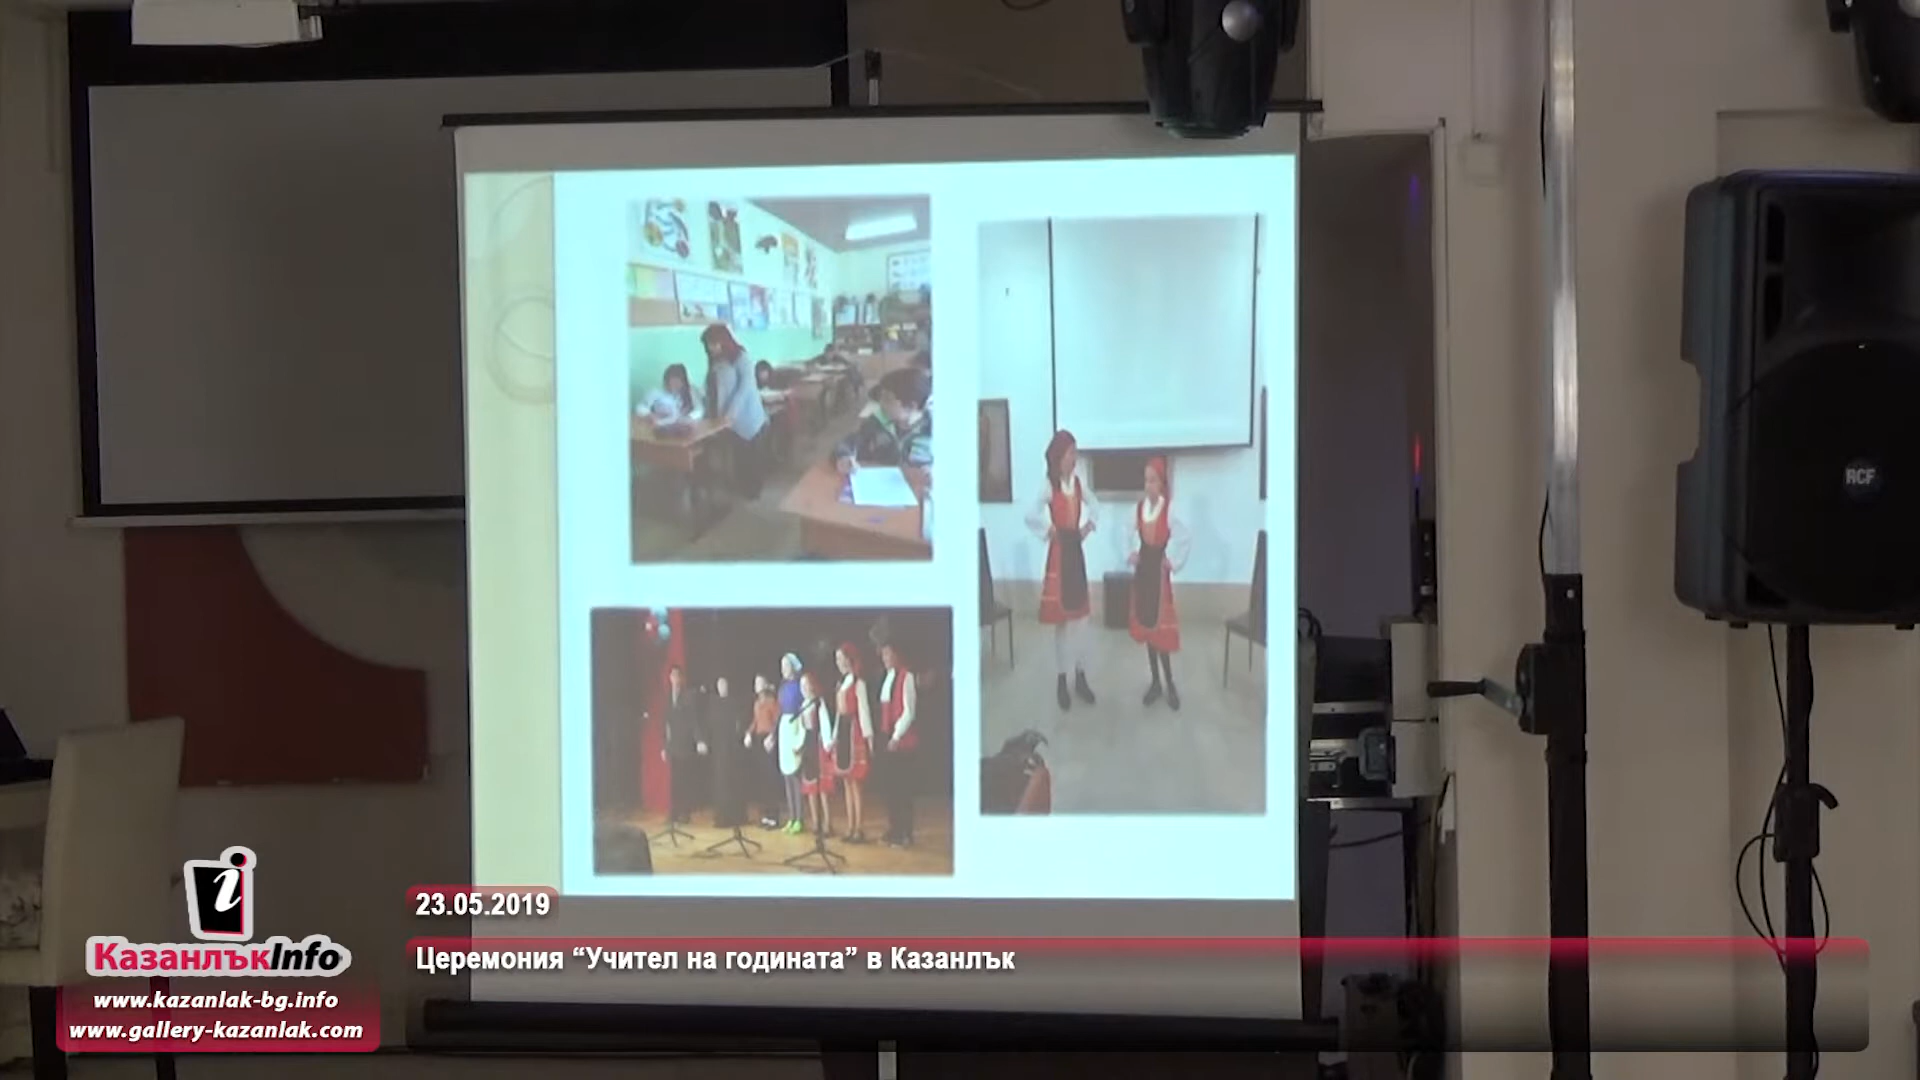 RCF
23.05.2019
Церемония “Учител на годината” в Казанлък
i
КазанлъкInfo
www.kazanlak-bg.info
www.gallery-kazanlak.com